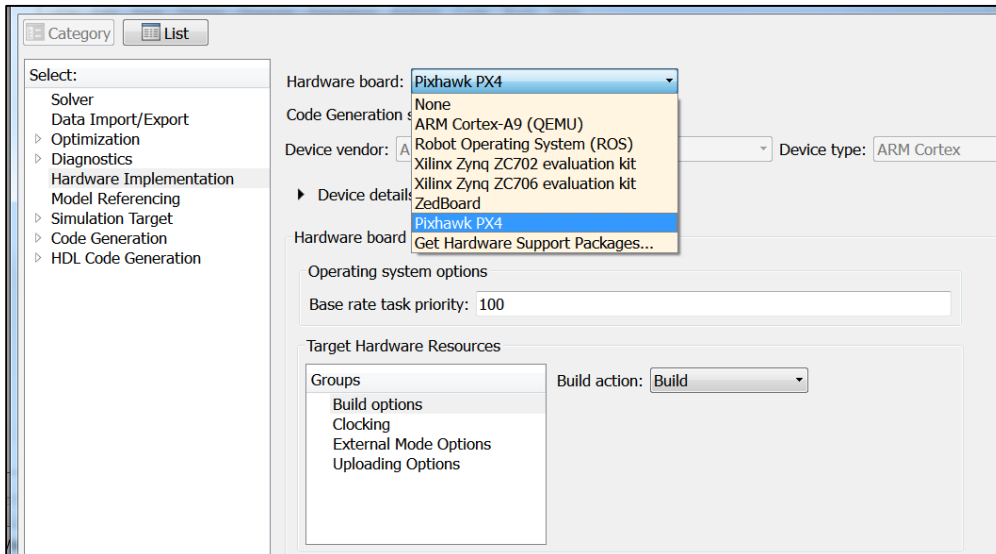 Category
List
Select:
Solver
Data Import/Export
Optimization
Diagnostics
Hardware Implementation
Model Referencing
Simulation Target
Code Generation
HDL Code Generation
Hardware board: Pixhawk PX4
None
ARM Cortex-A9 (QEMU)
Robot Operating System (ROS)
Xilinx Zynq ZC702 evaluation kit
Xilinx Zynq ZC706 evaluation kit
ZedBoard
Pixhawk PX4
Get Hardware Support Packages...
Code Generation
Device vendor: A
Device type: ARM Cortex
Device details
Hardware board
Operating system options
Base rate task priority: 100
Target Hardware Resources
Groups
Build options
Clocking
External Mode Options
Uploading Options
Build action: Build